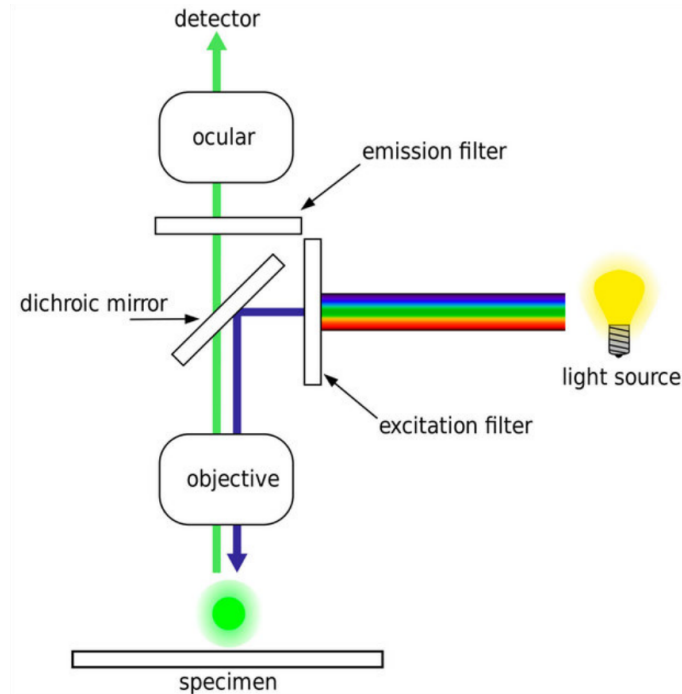 detector
ocular
emission filter
dichroic mirror
light source
excitation filter
objective
specimen